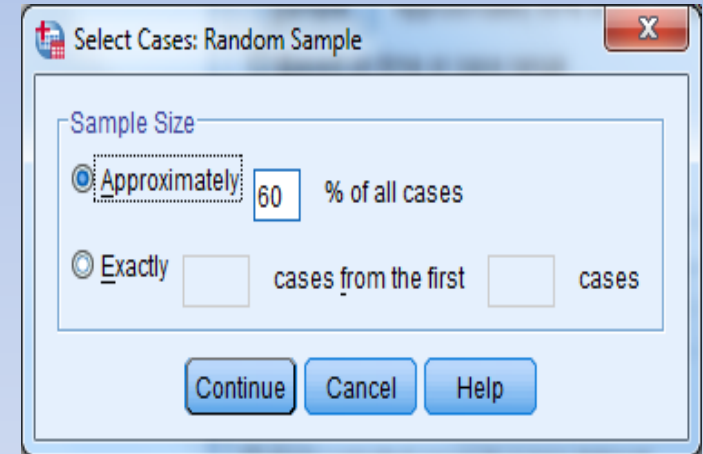 Select Cases: Random Sample
X
Sample Size
Approximately 60 % of all cases
Exactly cases from the first cases
Continue Cancel Help